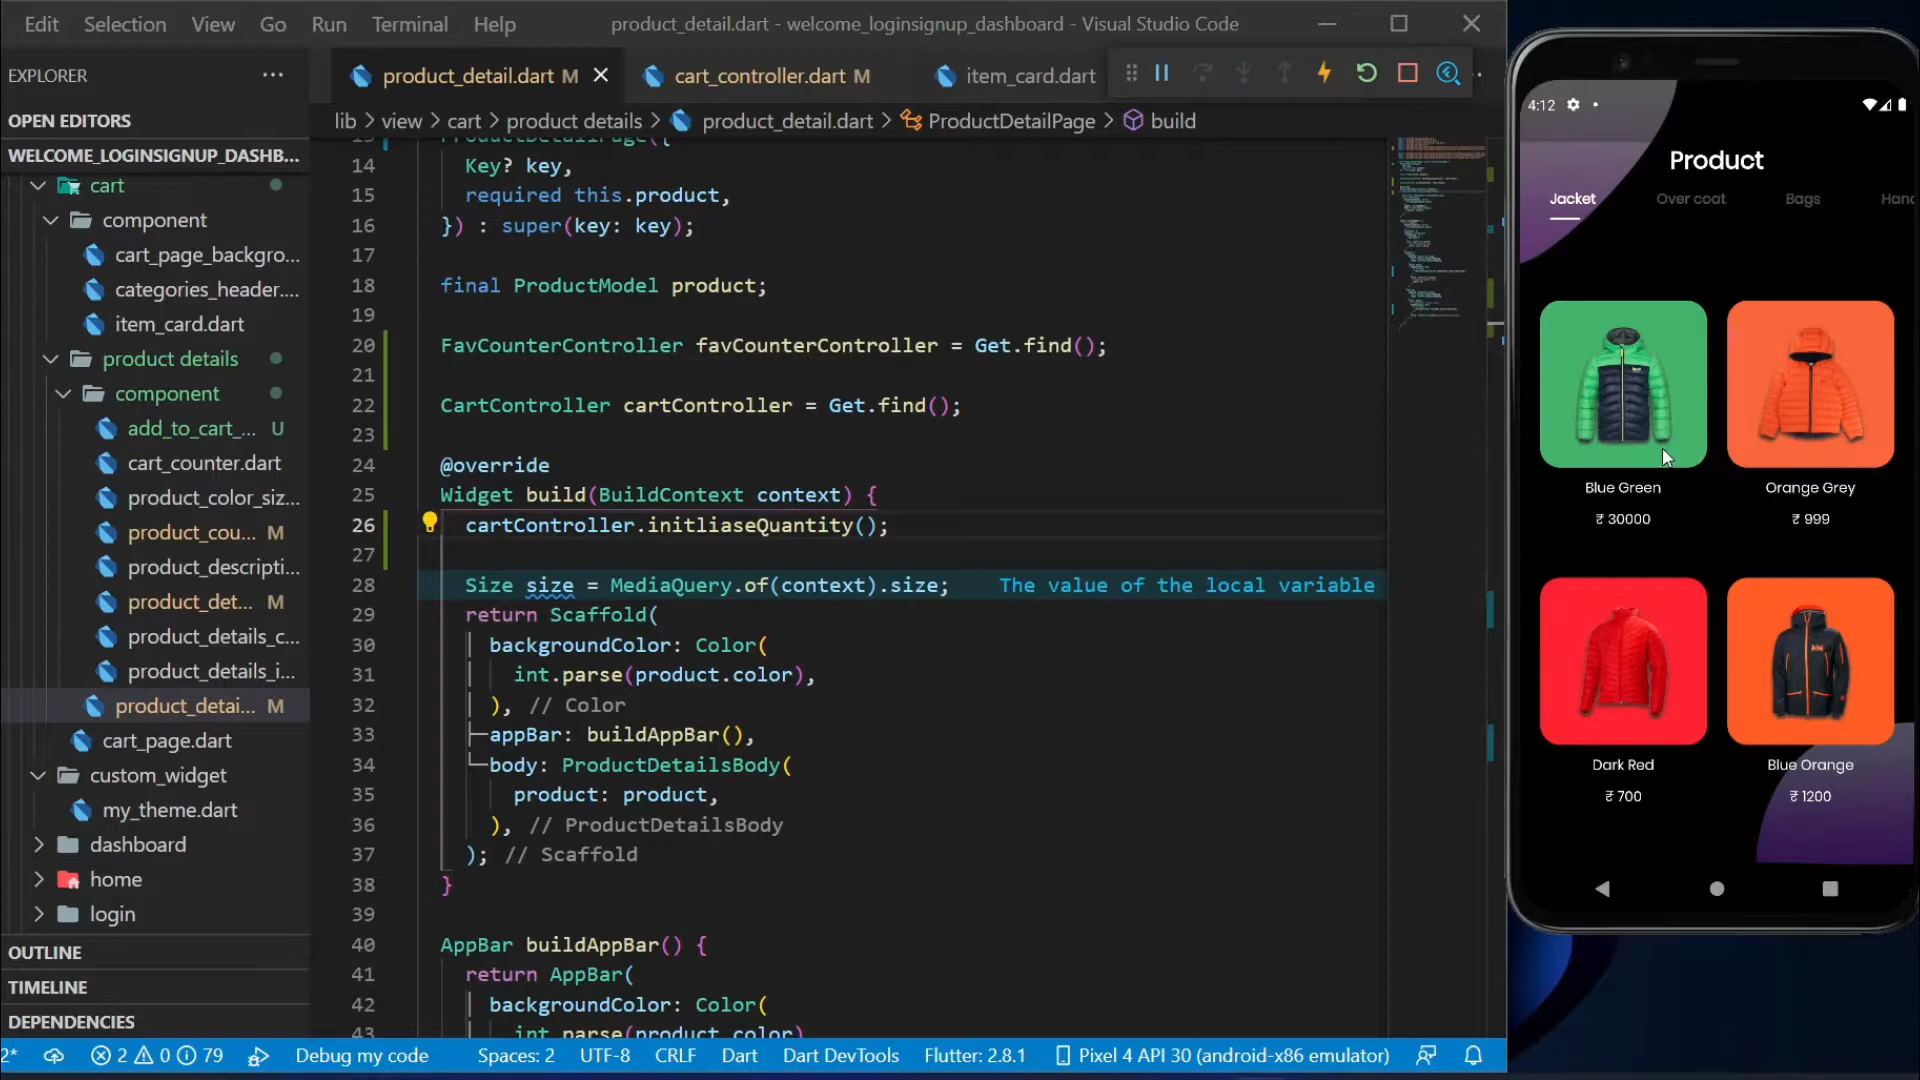 Edit Selection View Go Run Terminal Help product_detail.dart - welcome_loginsignup_dashboard - Visual Studio Code
EXPLORER
OPEN EDITORS
WELCOME_LOGINSIGNUP_DASHB...
cart
component
cart_page_backgro...
categories_header....
item_card.dart
product details
component
add_to_cart_... U
cart_counter.dart
product_color_siz...
product_cou... M
product_descripti...
product_det... M
product_details_c...
product_details_i...
product_detai... M
cart_page.dart
custom_widget
my_theme.dart
dashboard
home
login
OUTLINE
TIMELINE
DEPENDENCIES
product_detail.dart M
cart_controller.dart M
item_card.dart
lib > view > cart > product details > product_detail.dart > ProductDetailPage > build
ProductDetailPage({
14 Key? key,
15 required this.product,
16 }) : super(key: key);
17
18 final ProductModel product;
19
20 FavCounterController favCounterController = Get.find();
21
22 CartController cartController = Get.find();
23
24 @override
25 Widget build(BuildContext context) {
26 cartController.initliaseQuantity();
27
28 Size size = MediaQuery.of(context).size; The value of the local variable
29 return Scaffold(
30 backgroundColor: Color(
31 int.parse(product.color),
32 ), // Color
33 appBar: buildAppBar(),
34 body: ProductDetailsBody(
35 product: product,
36 ), // ProductDetailsBody
37 ); // Scaffold
38 }
39
40 AppBar buildAppBar() {
41 return AppBar(
42 backgroundColor: Color(
43 int.parse(product.color)
2* 2 0 79 Debug my code Spaces: 2 UTF-8 CRLF Dart Dart DevTools Flutter: 2.8.1 Pixel 4 API 30 (android-x86 emulator)
4:12
Product
Jacket Over coat Bags Hand
Blue Green
₹ 30000
Orange Grey
₹ 999
Dark Red
₹ 700
Blue Orange
₹ 1200